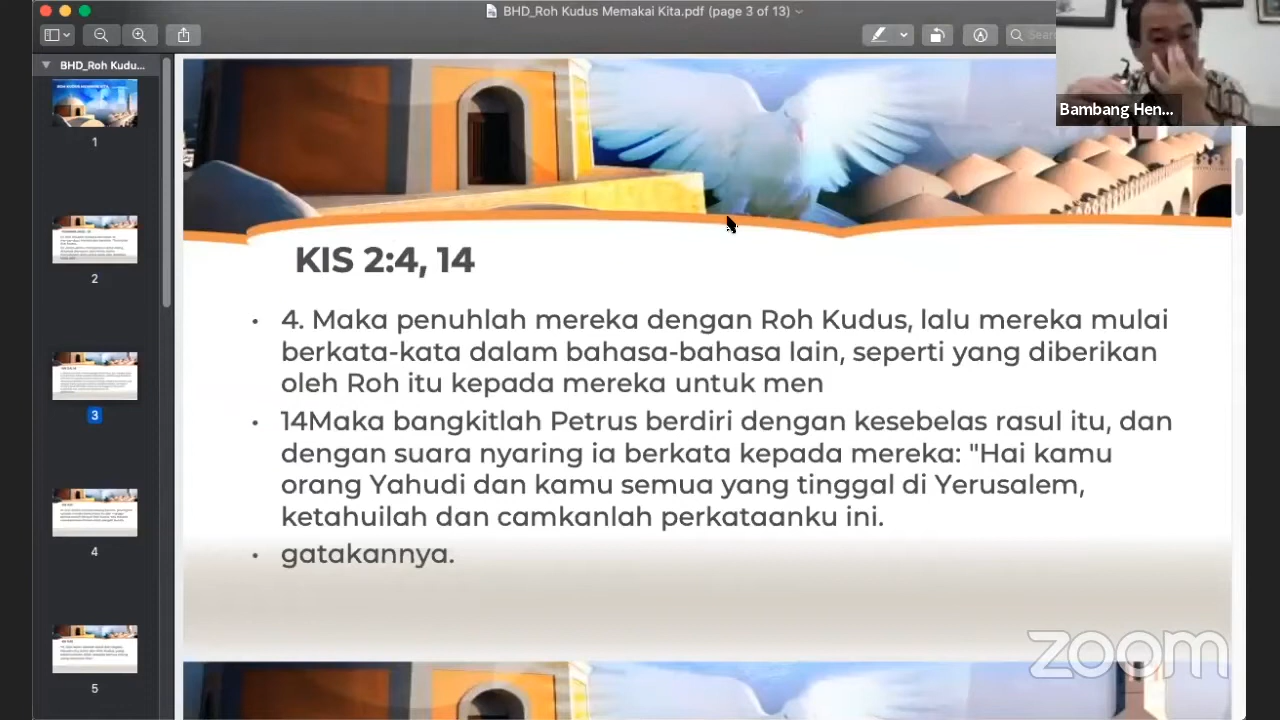 BHD_Roh Kudus Memakai Kita.pdf (page 3 of 13)
Sear
BHD_Roh Kudu...
Bambang Hen...
1
2
3
4
5
KIS 2:4, 14
• 4. Maka penuhlah mereka dengan Roh Kudus, lalu mereka mulai
berkata-kata dalam bahasa-bahasa lain, seperti yang diberikan
oleh Roh itu kepada mereka untuk men
• 14Maka bangkitlah Petrus berdiri dengan kesebelas rasul itu, dan
dengan suara nyaring ia berkata kepada mereka: "Hai kamu
orang Yahudi dan kamu semua yang tinggal di Yerusalem,
ketahuilah dan camkanlah perkataanku ini.
• gatakannya.
zoom